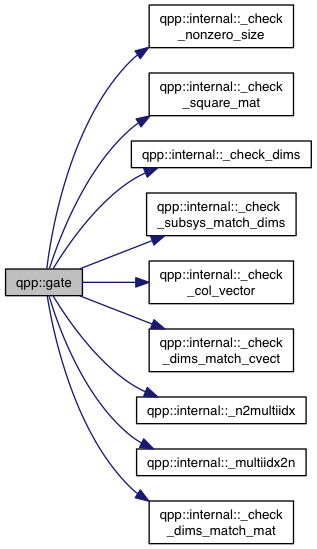 qpp::internal::_check
_nonzero_size
qpp::internal::_check
_square_mat
qpp::internal::_check_dims
qpp::internal::_check
_subsys_match_dims
qpp::gate
qpp::internal::_check
_col_vector
qpp::internal::_check
_dims_match_cvect
qpp::internal::_n2multiidx
qpp::internal::_multiidx2n
qpp::internal::_check
_dims_match_mat